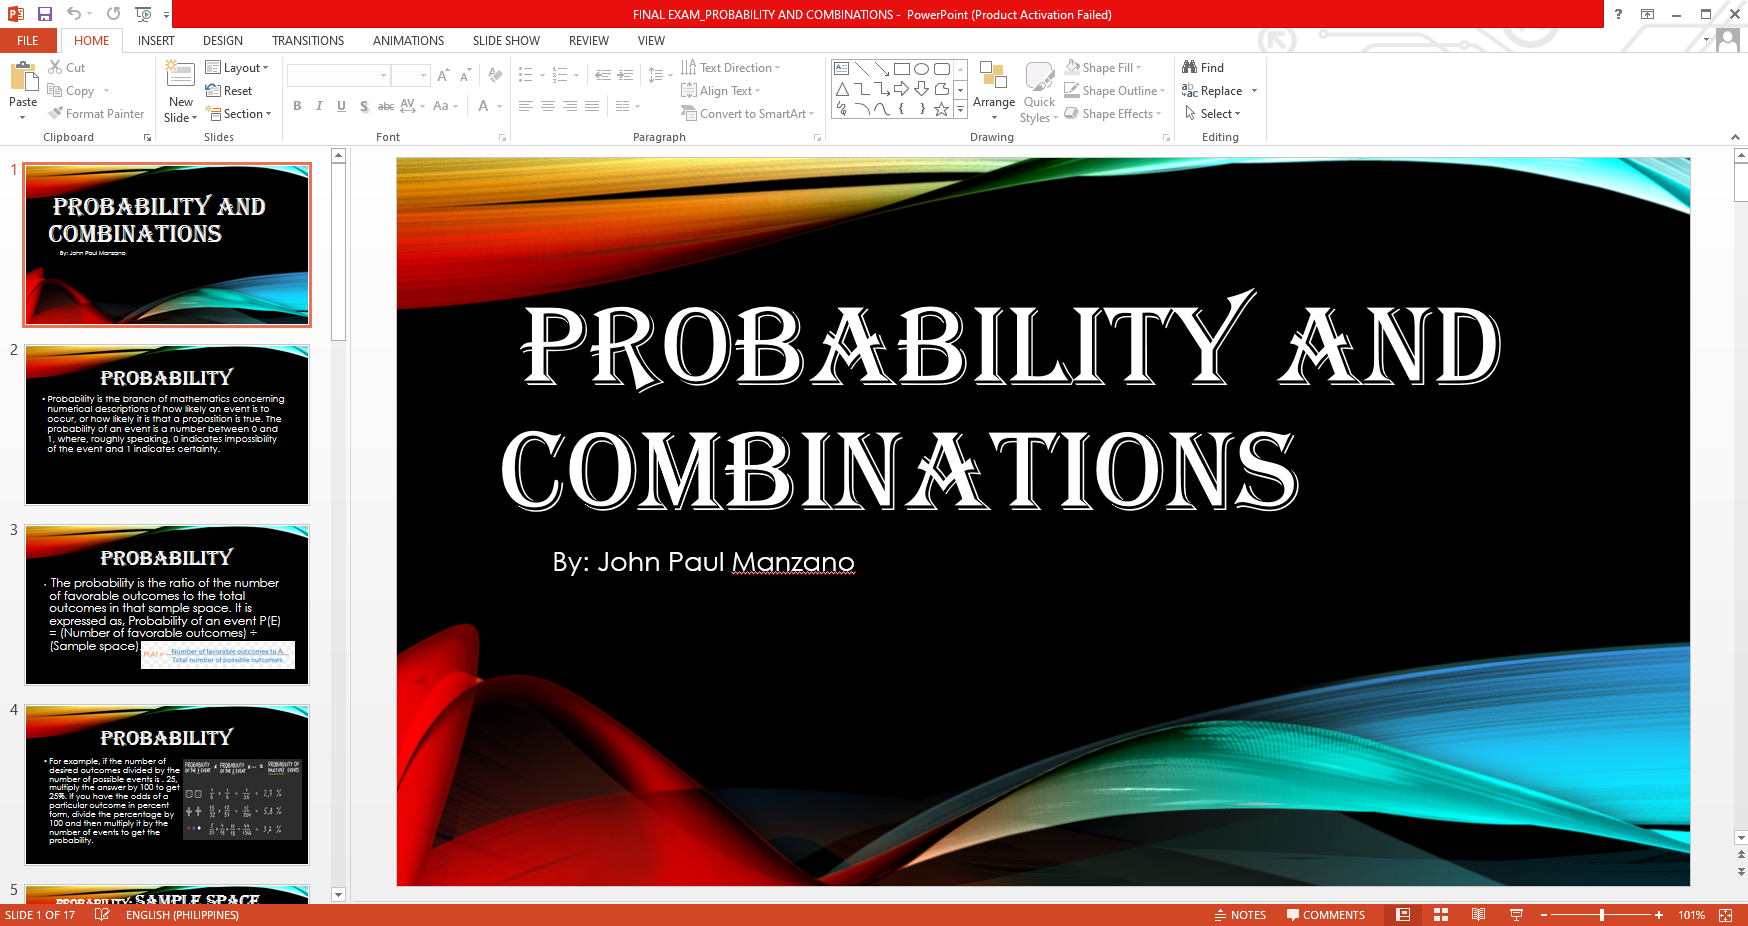 FINAL EXAM_PROBABILITY AND COMBINATIONS - PowerPoint (Product Activation Failed)
FILE HOME INSERT DESIGN TRANSITIONS ANIMATIONS SLIDE SHOW REVIEW VIEW
Paste
Cut
Copy
Format Painter
Clipboard
New
Slide
Layout
Reset
Section
Slides
B I U S abc AV Aa A
Font
Text Direction
Align Text
Convert to SmartArt
Paragraph
Arrange
Quick
Styles
Shape Fill
Shape Outline
Shape Effects
Drawing
Find
Replace
Select
Editing
1
PROBABILITY AND
COMBINATIONS
By: John Paul Manzano
2
PROBABILITY
• Probability is the branch of mathematics concerning
numerical descriptions of how likely an event is to
occur, or how likely it is that a proposition is true. The
probability of an event is a number between 0 and
1, where, roughly speaking, 0 indicates impossibility
of the event and 1 indicates certainty.
3
PROBABILITY
• The probability is the ratio of the number
of favorable outcomes to the total
outcomes in that sample space. It is
expressed as, Probability of an event P(E)
= (Number of favorable outcomes) ÷
(Sample space).
P(A) = Number of favorable outcomes to A
Total number of possible outcomes
4
PROBABILITY
• For example, if the number of
desired outcomes divided by the
number of possible events is . 25,
multiply the answer by 100 to get
25%. If you have the odds of a
particular outcome in percent
form, divide the percentage by
100 and then multiply it by the
number of events to get the
probability.
5
PROBABILITY: SAMPLE SPACE
PROBABILITY AND
COMBINATIONS
By: John Paul Manzano
SLIDE 1 OF 17 ENGLISH (PHILIPPINES) NOTES COMMENTS 101%